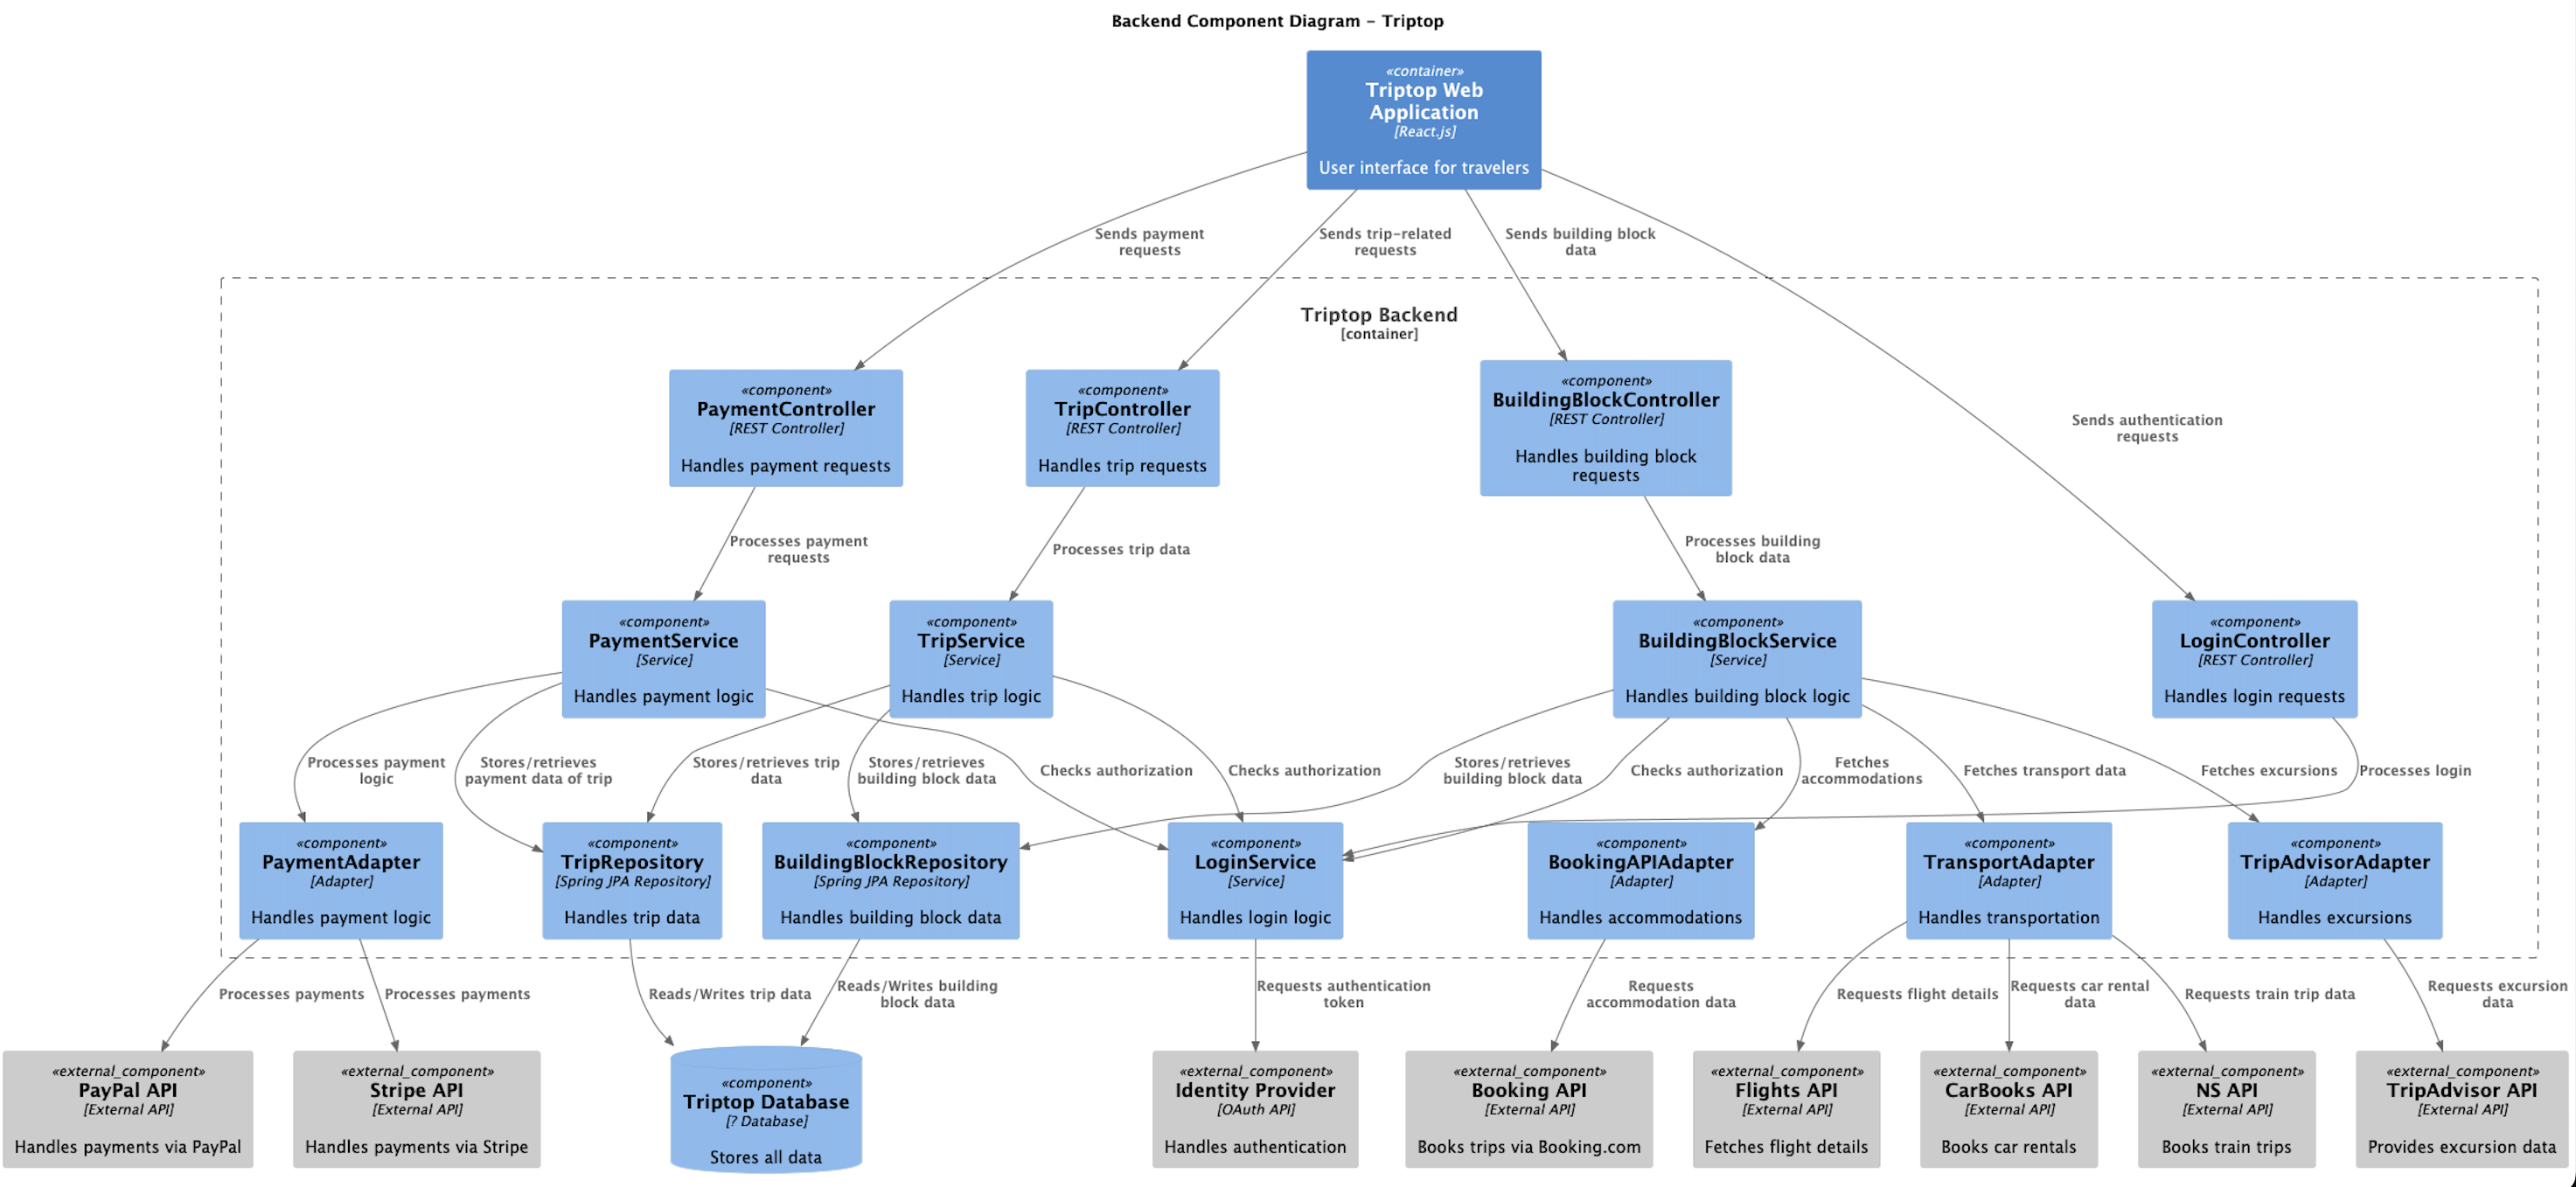 Backend Component Diagram – Triptop
«container»
Triptop Web
Application
[React.js]
User interface for travelers
Sends payment
requests
Sends trip-related
requests
Sends building block
data
Sends authentication
requests
Triptop Backend
[container]
«component»
PaymentController
[REST Controller]
Handles payment requests
«component»
TripController
[REST Controller]
Handles trip requests
«component»
BuildingBlockController
[REST Controller]
Handles building block
requests
Processes payment
requests
Processes trip data
Processes building
block data
«component»
PaymentService
[Service]
Handles payment logic
«component»
TripService
[Service]
Handles trip logic
«component»
BuildingBlockService
[Service]
Handles building block logic
«component»
LoginController
[REST Controller]
Handles login requests
Processes payment
logic
Stores/retrieves
payment data of trip
Stores/retrieves trip
data
Stores/retrieves
building block data
Checks authorization
Checks authorization
Stores/retrieves
building block data
Checks authorization
Fetches
accommodations
Fetches transport data
Fetches excursions
Processes login
«component»
PaymentAdapter
[Adapter]
Handles payment logic
«component»
TripRepository
[Spring JPA Repository]
Handles trip data
«component»
BuildingBlockRepository
[Spring JPA Repository]
Handles building block data
«component»
LoginService
[Service]
Handles login logic
«component»
BookingAPIAdapter
[Adapter]
Handles accommodations
«component»
TransportAdapter
[Adapter]
Handles transportation
«component»
TripAdvisorAdapter
[Adapter]
Handles excursions
Processes payments
Processes payments
Reads/Writes trip data
Reads/Writes building
block data
Requests authentication
token
Requests
accommodation data
Requests flight details
Requests car rental
data
Requests train trip data
Requests excursion
data
«external_component»
PayPal API
[External API]
Handles payments via PayPal
«external_component»
Stripe API
[External API]
Handles payments via Stripe
«component»
Triptop Database
[? Database]
Stores all data
«external_component»
Identity Provider
[OAuth API]
Handles authentication
«external_component»
Booking API
[External API]
Books trips via Booking.com
«external_component»
Flights API
[External API]
Fetches flight details
«external_component»
CarBooks API
[External API]
Books car rentals
«external_component»
NS API
[External API]
Books train trips
«external_component»
TripAdvisor API
[External API]
Provides excursion data